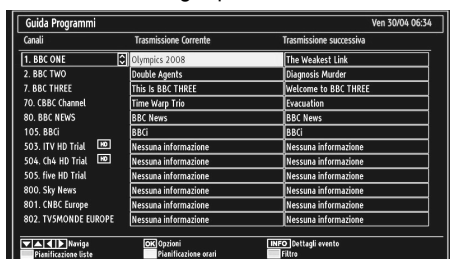 Guida Programmi Ven 30/04 06:34
Canali Trasmissione Corrente Trasmissione successiva
1. BBC ONE Olympics 2008 The Weakest Link
2. BBC TWO Double Agents Diagnosis Murder
7. BBC THREE This Is BBC THREE Welcome to BBC THREE
70. CBBC Channel Time Warp Trio Evacuation
80. BBC NEWS BBC News BBC News
105. BBCi BBCi BBCi
503. ITV HD Trial HD Nessuna informazione Nessuna informazione
504. Ch4 HD Trial HD Nessuna informazione Nessuna informazione
505. five HD Trial Nessuna informazione Nessuna informazione
800. Sky News Nessuna informazione Nessuna informazione
801. CNBC Europe Nessuna informazione Nessuna informazione
802. TV5MONDE EUROPE Nessuna informazione Nessuna informazione
Naviga OK Opzioni INFO Dettagli evento
Pianificazione liste Pianificazione orari Filtro